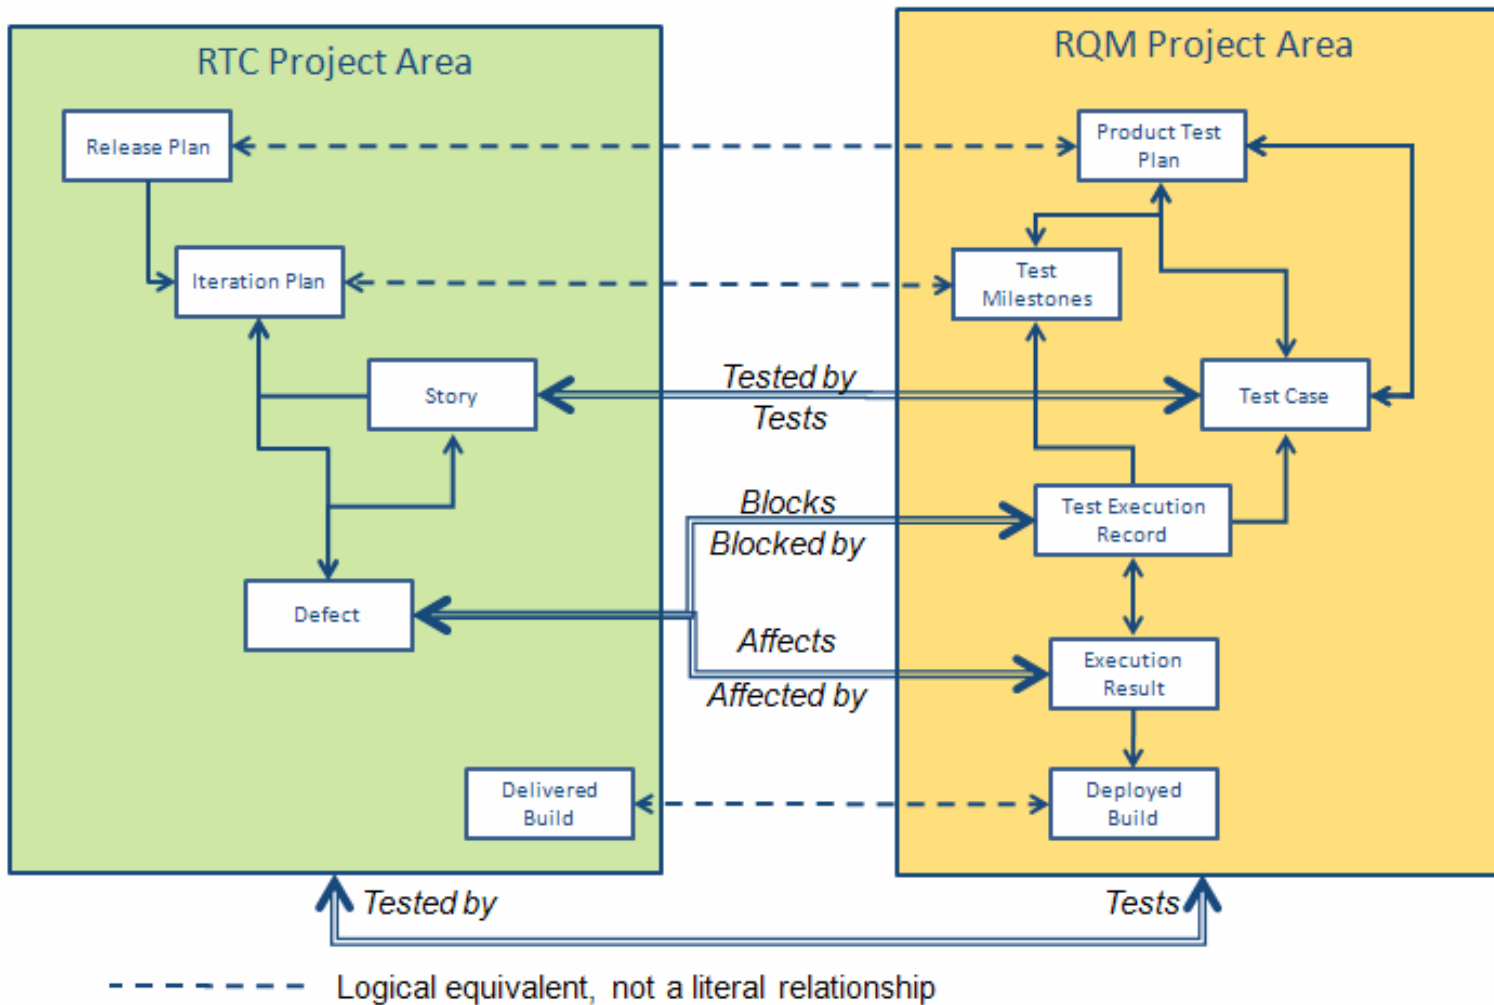 RTC Project Area
RQM Project Area
Release Plan
Product Test
Plan
Iteration Plan
Test
Milestones
Story
Tested by
Tests
Test Case
Blocks
Blocked by
Test Execution
Record
Defect
Affects
Affected by
Execution
Result
Delivered
Build
Deployed
Build
Tested by
Tests
Logical equivalent, not a literal relationship